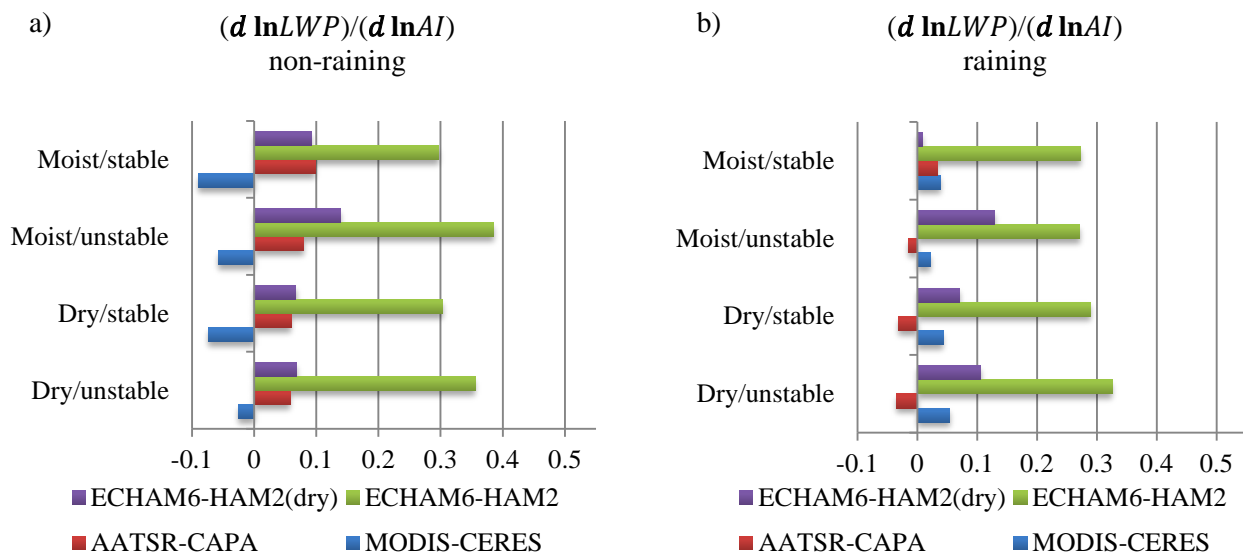 a)
(d lnLWP)/(d lnAI)
non-raining
Moist/stable
Moist/unstable
Dry/stable
Dry/unstable
-0.1 0 0.1 0.2 0.3 0.4 0.5
ECHAM6-HAM2(dry) ECHAM6-HAM2
AATSR-CAPA MODIS-CERES
b)
(d lnLWP)/(d lnAI)
raining
Moist/stable
Moist/unstable
Dry/stable
Dry/unstable
-0.1 0 0.1 0.2 0.3 0.4 0.5
ECHAM6-HAM2(dry) ECHAM6-HAM2
AATSR-CAPA MODIS-CERES